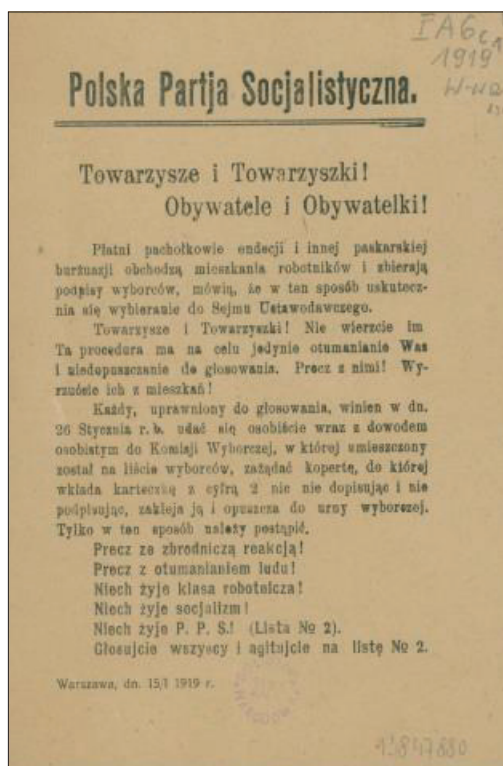 I A 6 c
1919
W-wa
Polska Partja Socjalistyczna.
Towarzysze i Towarzyszki!
Obywatele i Obywatelki!
Płatni pachołkowie endecji i innej paskarskiej
burżuazji obchodzą mieszkania robotników i zbierają
podpisy wyborców, mówią, że w ten sposób uskutecz-
nia się wybieranie do Sejmu Ustawodawczego.
Towarzysze i Towarzyszki! Nie wierzcie im
Ta procedura ma na celu jedynie otumanianie Was
i niedopuszczanie do głosowania. Precz z nimi! Wy-
rzućcie ich z mieszkań!
Każdy, uprawniony do głosowania, winien w dn.
26 Stycznia r. b. udać się osobiście wraz z dowodem
osobistym do Komisji Wyborczej, w której umieszczony
został na liście wyborców, zażądać kopertę, do której
wkłada karteczkę z cyfrą 2 nic nie dopisując i nie
podpisując, zakleja ją i opuszcza do urny wyborczej.
Tylko w ten sposób należy postąpić.
Precz ze zbrodniczą reakcją!
Precz z otumanianiem ludu!
Niech żyje klasa robotnicza!
Niech żyje socjalizm!
Niech żyje P. P. S.! (Lista № 2).
Głosujcie wszyscy i agitujcie na listę № 2.
Warszawa, dn. 15/I 1919 r.